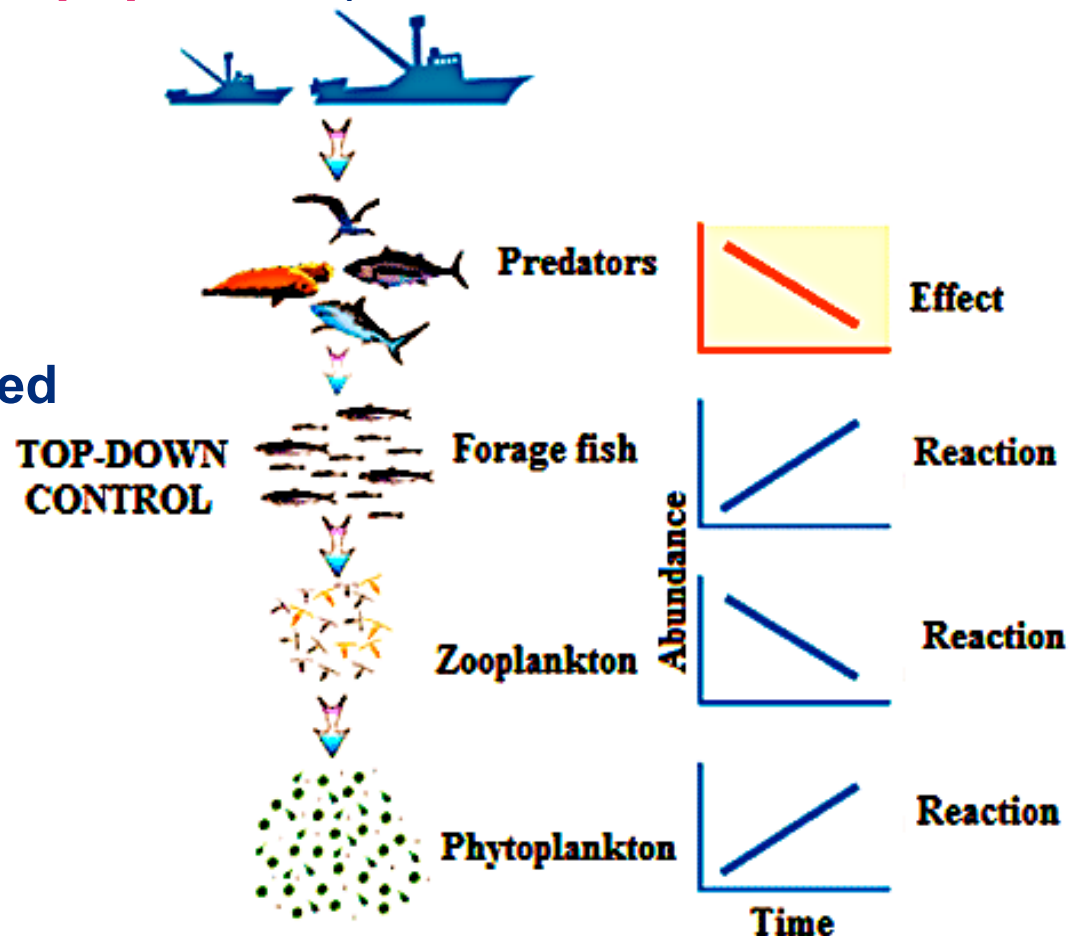 Predators
Effect
ed
TOP-DOWN
CONTROL
Forage fish
Reaction
Abundance
Zooplankton
Reaction
Phytoplankton
Reaction
Time